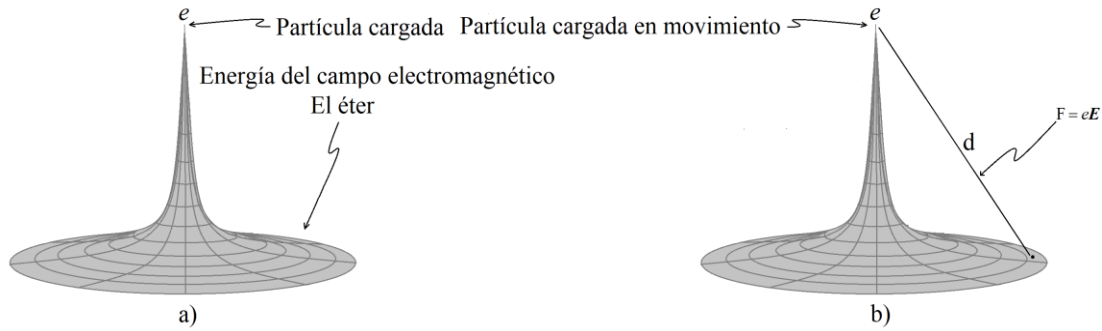 e
Partícula cargada
Energía del campo electromagnético
El éter
a)
e
Partícula cargada en movimiento
F = eE
d
b)